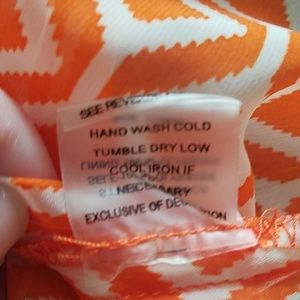 SEE REVERSE
HAND WASH COLD
TUMBLE DRY LOW
COOL IRON IF
NECESSARY
EXCLUSIVE OF DECORATION